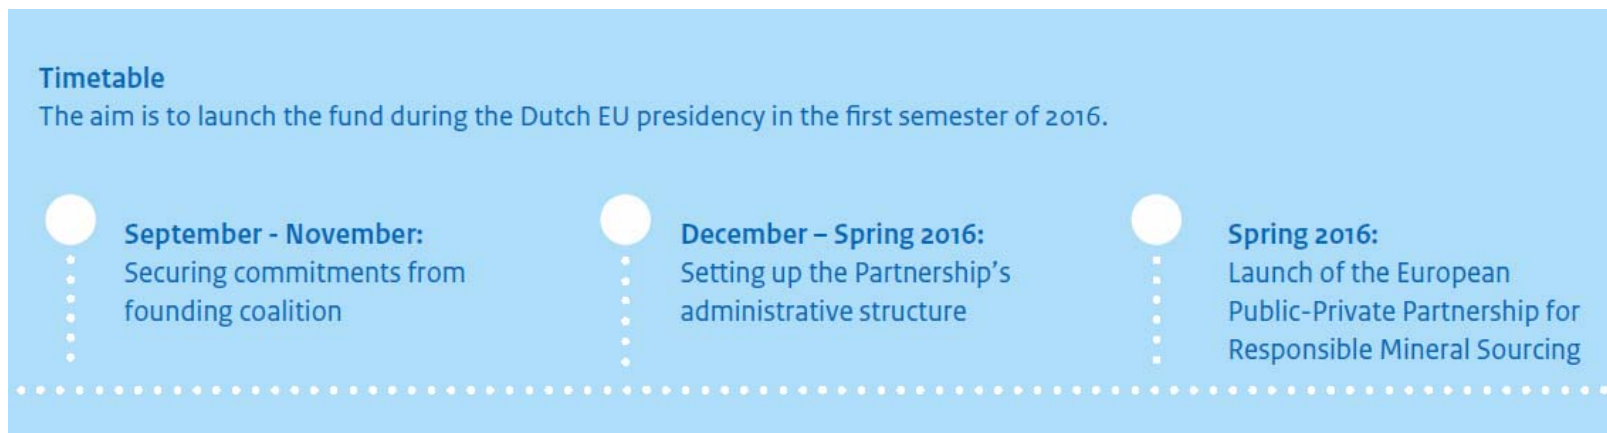 Timetable
The aim is to launch the fund during the Dutch EU presidency in the first semester of 2016.
September - November:
Securing commitments from
founding coalition
December – Spring 2016:
Setting up the Partnership's
administrative structure
Spring 2016:
Launch of the European
Public-Private Partnership for
Responsible Mineral Sourcing